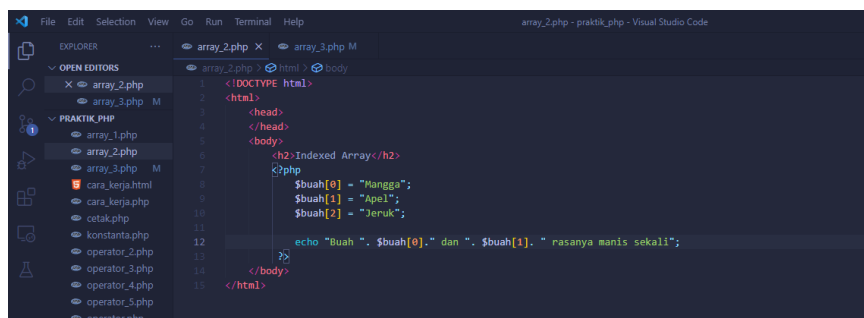 File Edit Selection View Go Run Terminal Help array_2.php - praktik_php - Visual Studio Code
EXPLORER ...
array_2.php × array_3.php M
OPEN EDITORS
× array_2.php
array_3.php M
PRAKTIK_PHP
array_1.php
array_2.php
array_3.php M
cara_kerja.html
cara_kerja.php
cetak.php
konstanta.php
operator_2.php
operator_3.php
operator_4.php
operator_5.php
1
array_2.php > html > body
1 <!DOCTYPE html>
2 <html>
3 <head>
4 </head>
5 <body>
6 <h2>Indexed Array</h2>
7 <?php
8 $buah[0] = "Mangga";
9 $buah[1] = "Apel";
10 $buah[2] = "Jeruk";
11
12 echo "Buah ". $buah[0]." dan ". $buah[1]. " rasanya manis sekali";
13 ?>
14 </body>
15 </html>